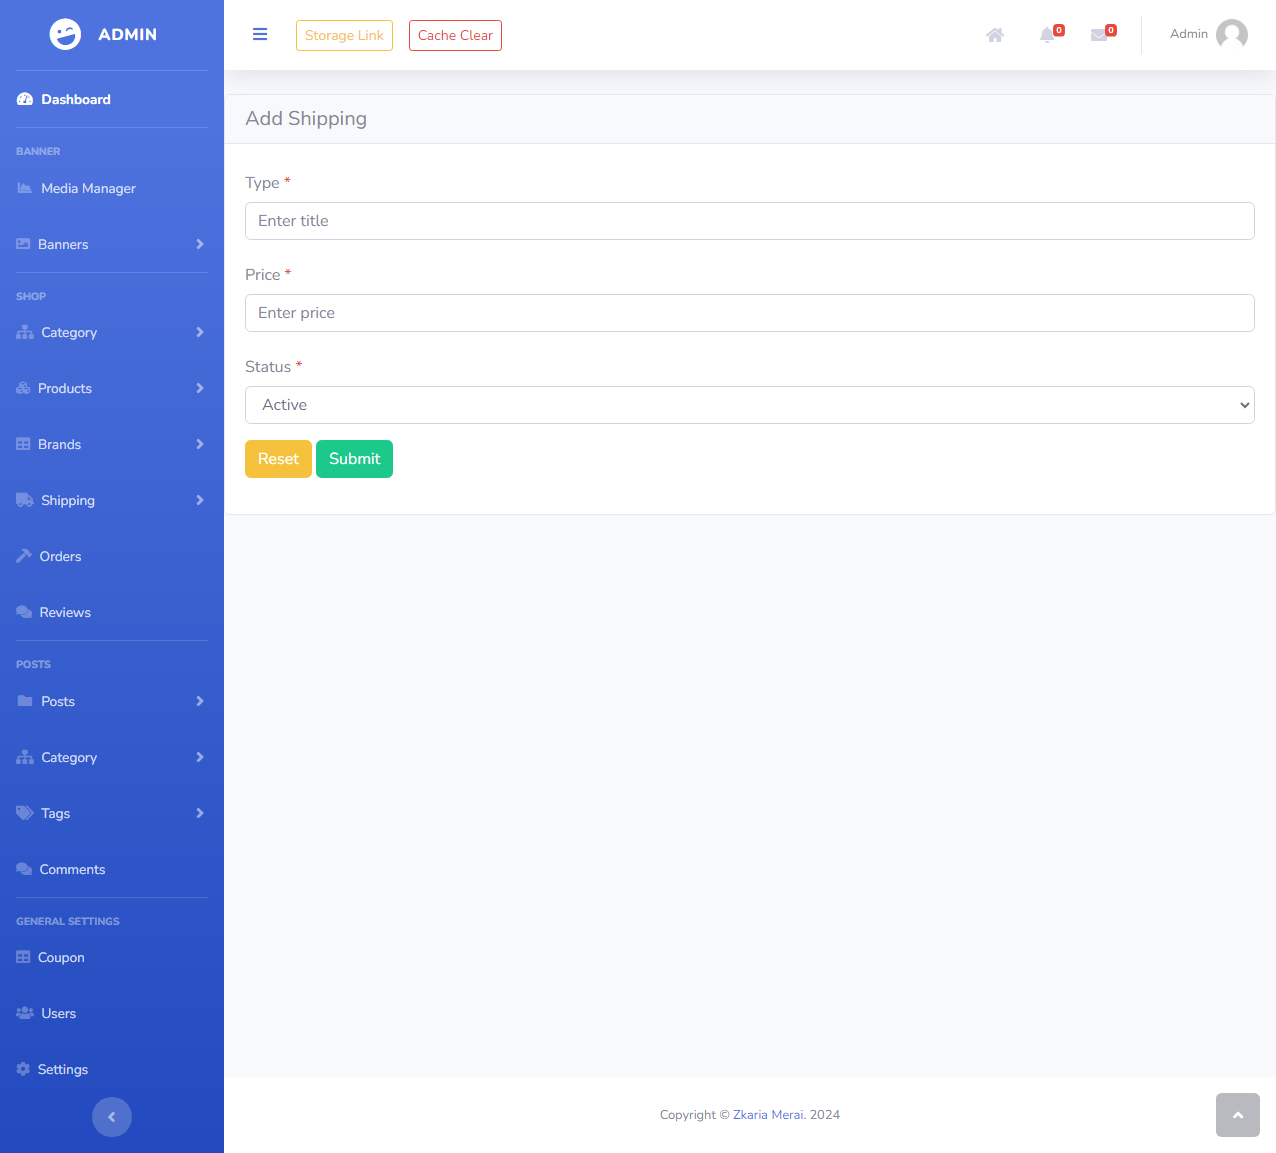 ADMIN
Dashboard
BANNER
Media Manager
Banners
SHOP
Category
Products
Brands
Shipping
Orders
Reviews
POSTS
Posts
Category
Tags
Comments
GENERAL SETTINGS
Coupon
Users
Settings
Storage Link
Cache Clear
0
0
Admin
Add Shipping
Type *
Enter title
Price *
Enter price
Status *
Active
Reset Submit
Copyright © Zkaria Merai. 2024